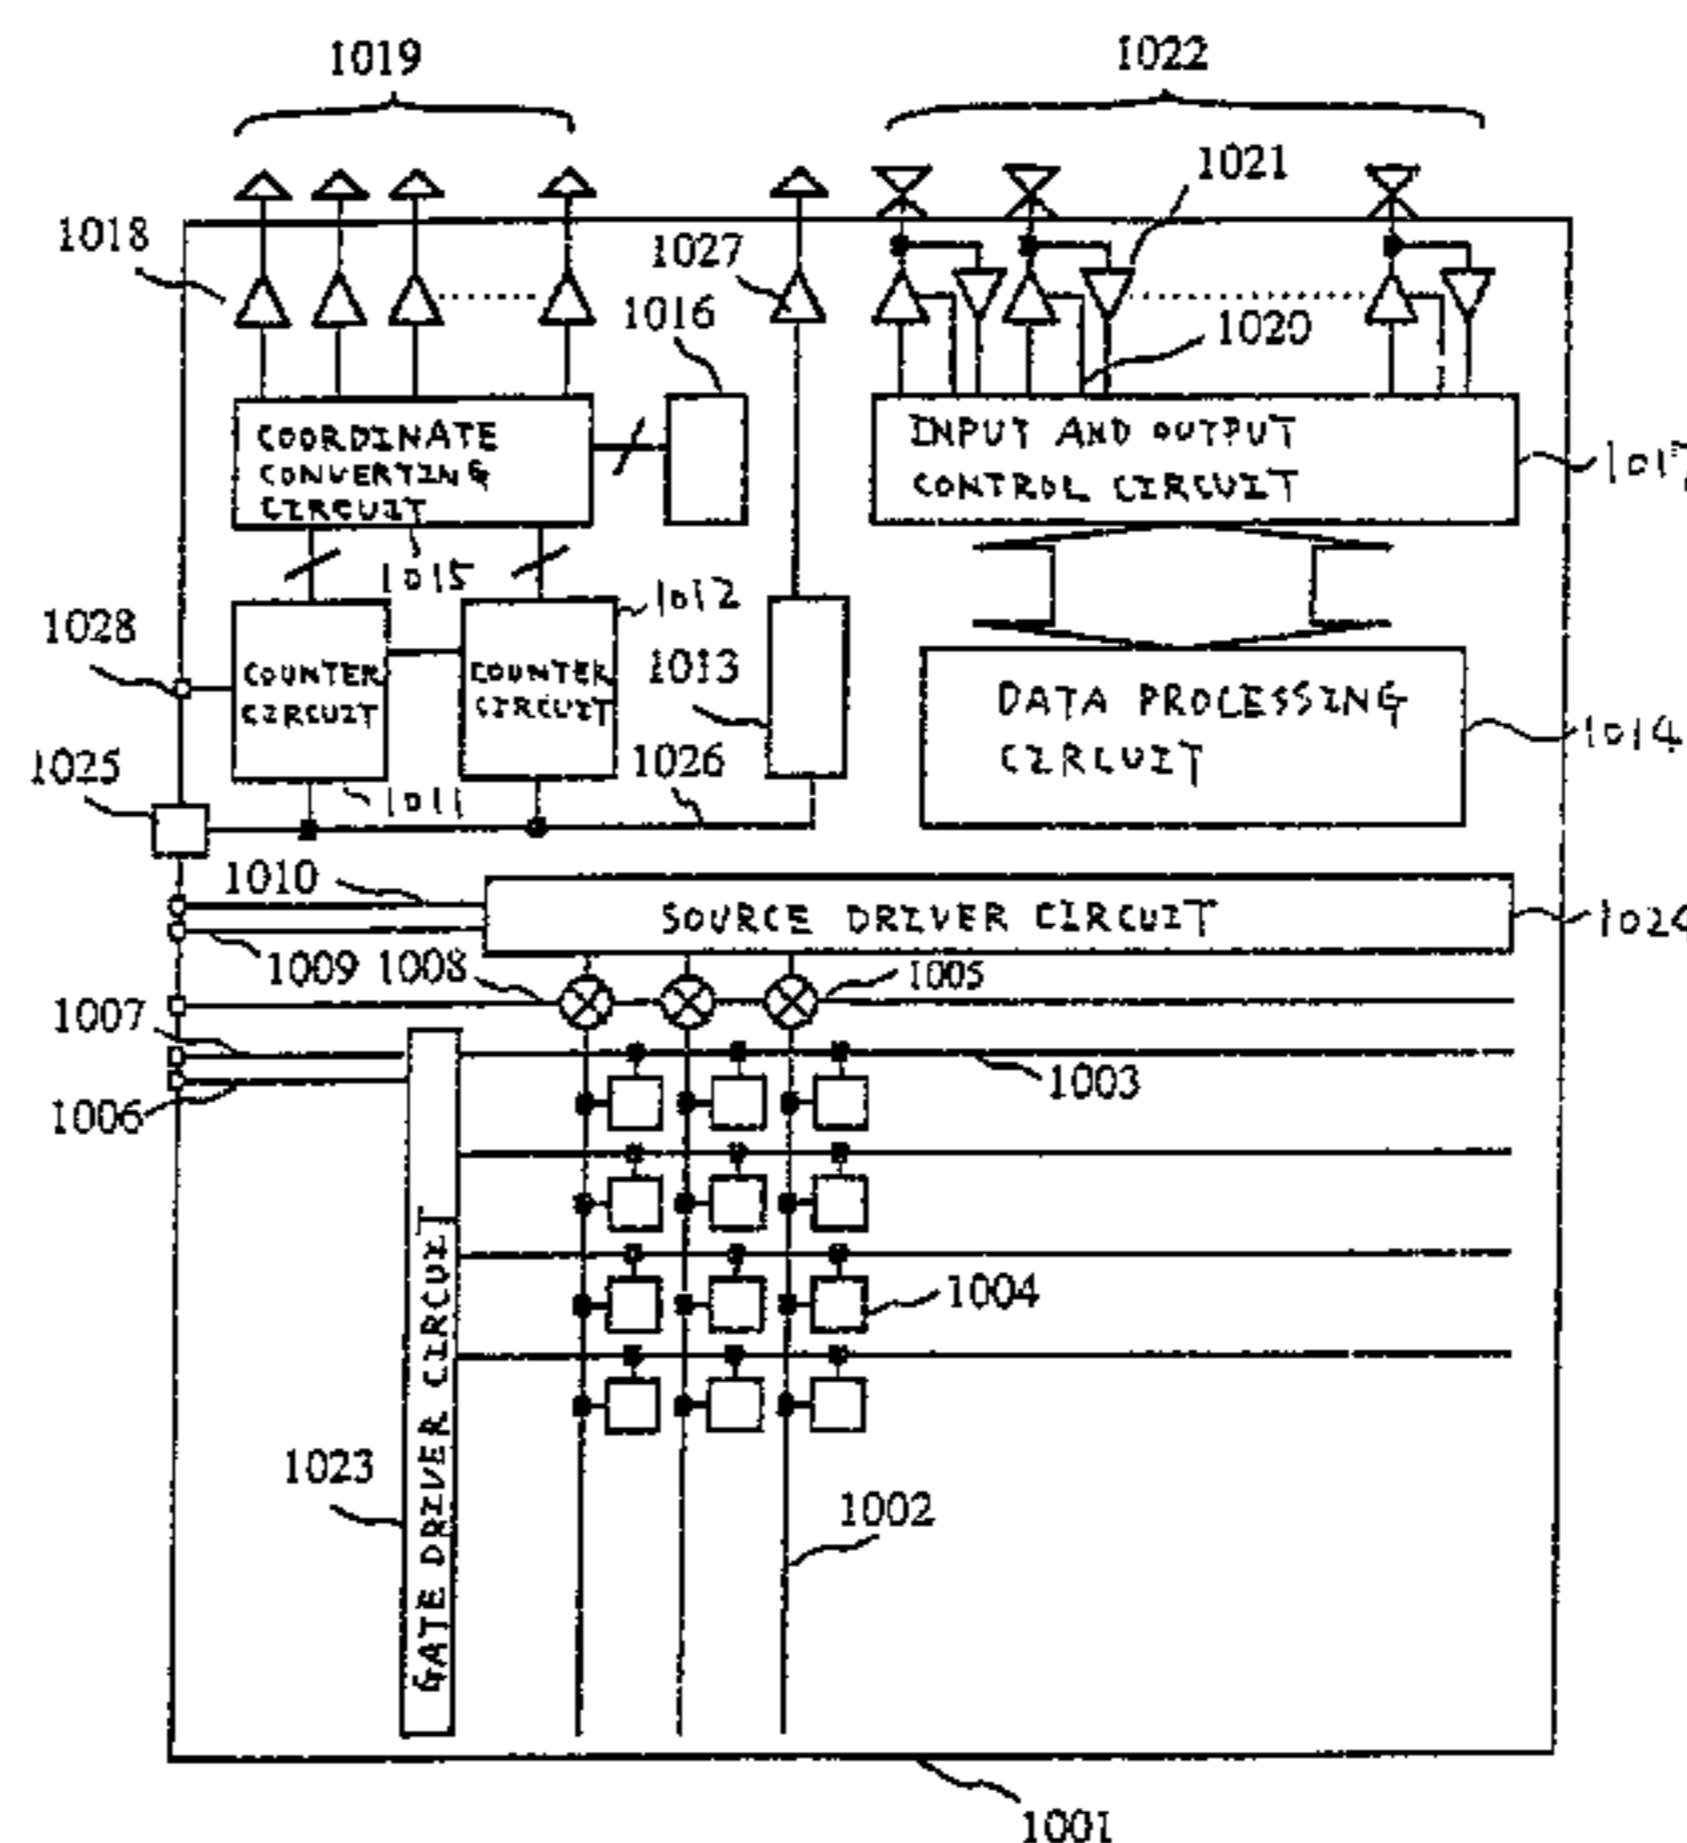 1019
1022
1021
1018
1027
1016
1020
COORDINATE
CONVERTING
CIRCUIT
INPUT AND OUTPUT
CONTROL CIRCUIT
1017
1015
1012
1028
COUNTER
CIRCUIT
COUNTER
CIRCUIT
1013
DATA PROCESSING
CIRCUIT
1014
1025
1011
1026
1010
SOURCE DRIVER CIRCUIT
1009
1008
1005
1007
1003
1006
1004
GATE DRIVER CIRCUIT
1023
1002
1001